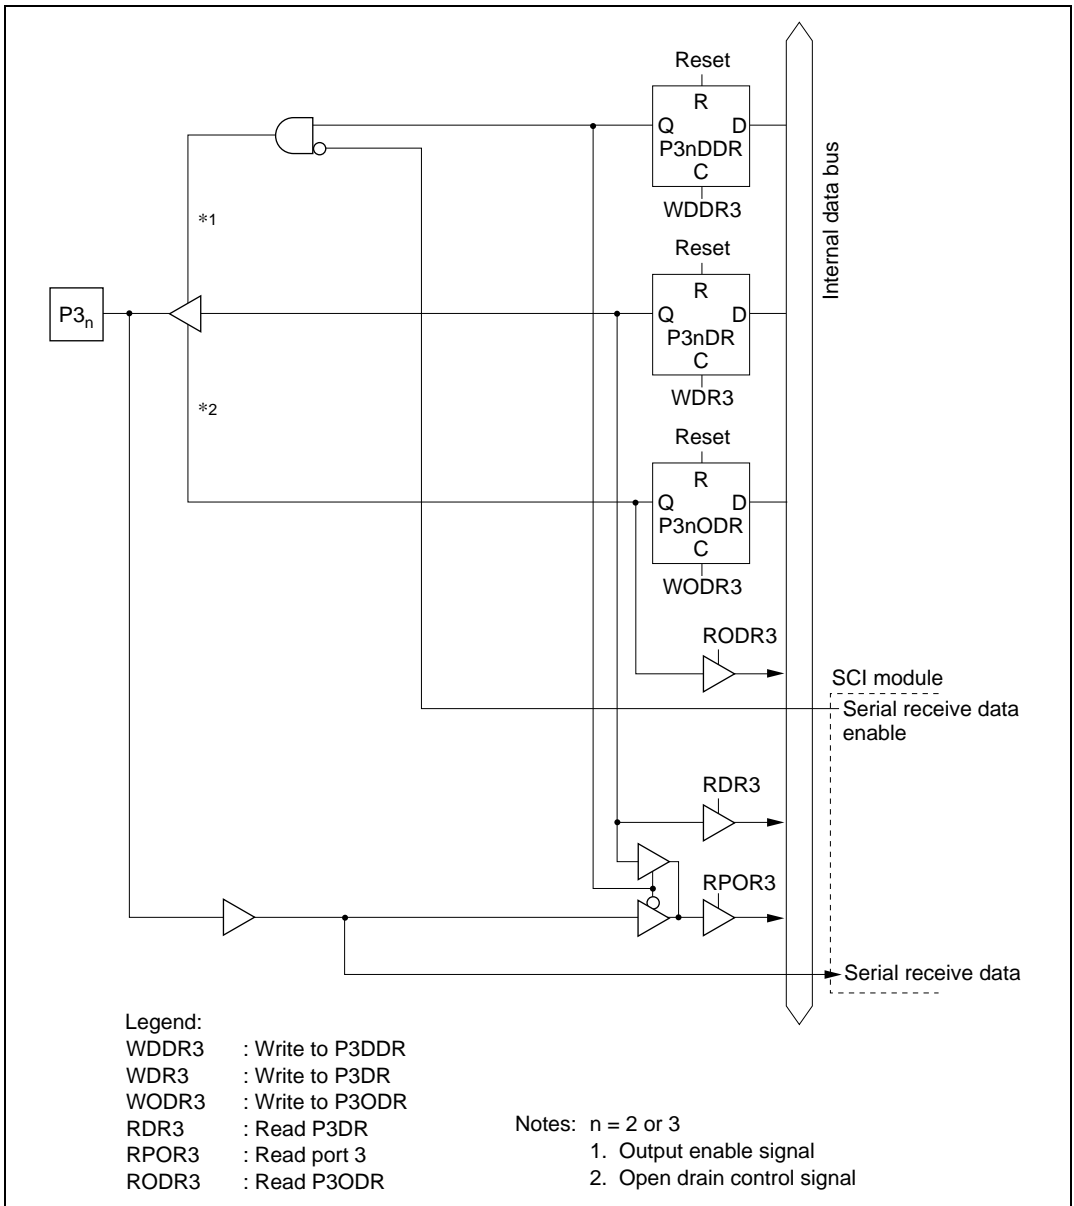 Reset
R
Q D
P3nDDR
C
WDDR3
Internal data bus
*1
Reset
R
P3n
Q D
P3nDR
C
WDR3
*2
Reset
R
Q D
P3nODR
C
WODR3
RODR3
SCI module
Serial receive data
enable
RDR3
RPOR3
Serial receive data
Legend:
WDDR3 : Write to P3DDR
WDR3 : Write to P3DR
WODR3 : Write to P3ODR
RDR3 : Read P3DR
RPOR3 : Read port 3
RODR3 : Read P3ODR
Notes: n = 2 or 3
1. Output enable signal
2. Open drain control signal